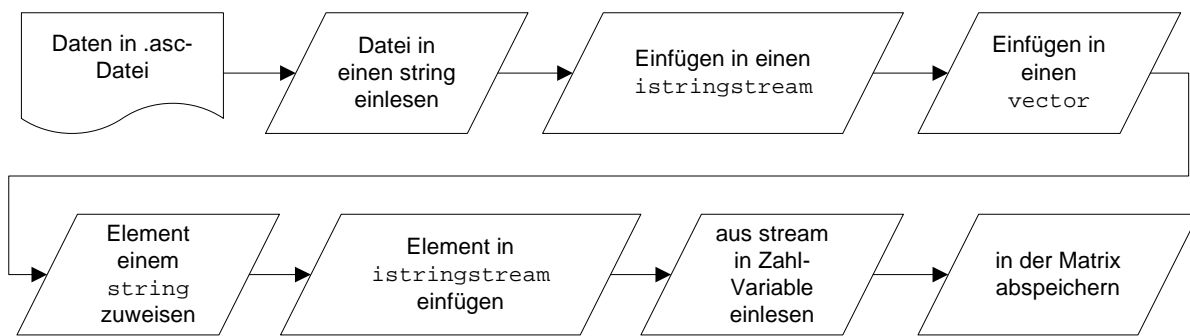 Daten in .asc-
Datei
Datei in
einen string
einlesen
Einfügen in einen
istringstream
Einfügen in
einen
vector
Element
einem
string
zuweisen
Element in
istringstream
einfügen
aus stream
in Zahl-
Variable
einlesen
in der Matrix
abspeichern